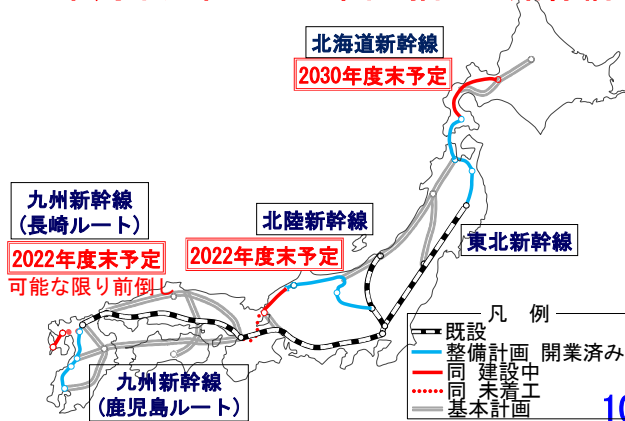 北海道新幹線
2030年度末予定
九州新幹線
(長崎ルート)
2022年度末予定
可能な限り前倒し
北陸新幹線
2022年度末予定
東北新幹線
九州新幹線
(鹿児島ルート)
凡 例
既設
整備計画 開業済み
同 建設中
同 未着工
基本計画
10